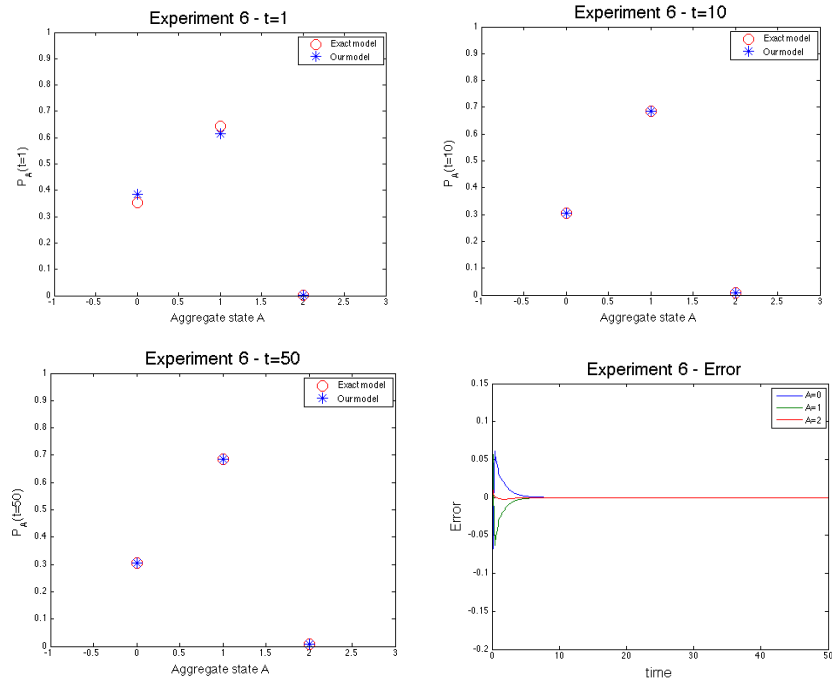 Experiment 6 - t=1
1
0.9
0.8
0.7
0.6
0.5
0.4
0.3
0.2
0.1
0
P_A(t=1)
Exact model
Our model
-1 -0.5 0 0.5 1 1.5 2 2.5 3
Aggregate state A
Experiment 6 - t=10
1
0.9
0.8
0.7
0.6
0.5
0.4
0.3
0.2
0.1
0
P_A(t=10)
Exact model
Our model
-1 -0.5 0 0.5 1 1.5 2 2.5 3
Aggregate state A
Experiment 6 - t=50
1
0.9
0.8
0.7
0.6
0.5
0.4
0.3
0.2
0.1
0
P_A(t=50)
Exact model
Our model
-1 -0.5 0 0.5 1 1.5 2 2.5 3
Aggregate state A
Experiment 6 - Error
0.15
0.1
0.05
0
-0.05
-0.1
-0.15
-0.2
Error
A=0
A=1
A=2
0 10 20 30 40 50
time